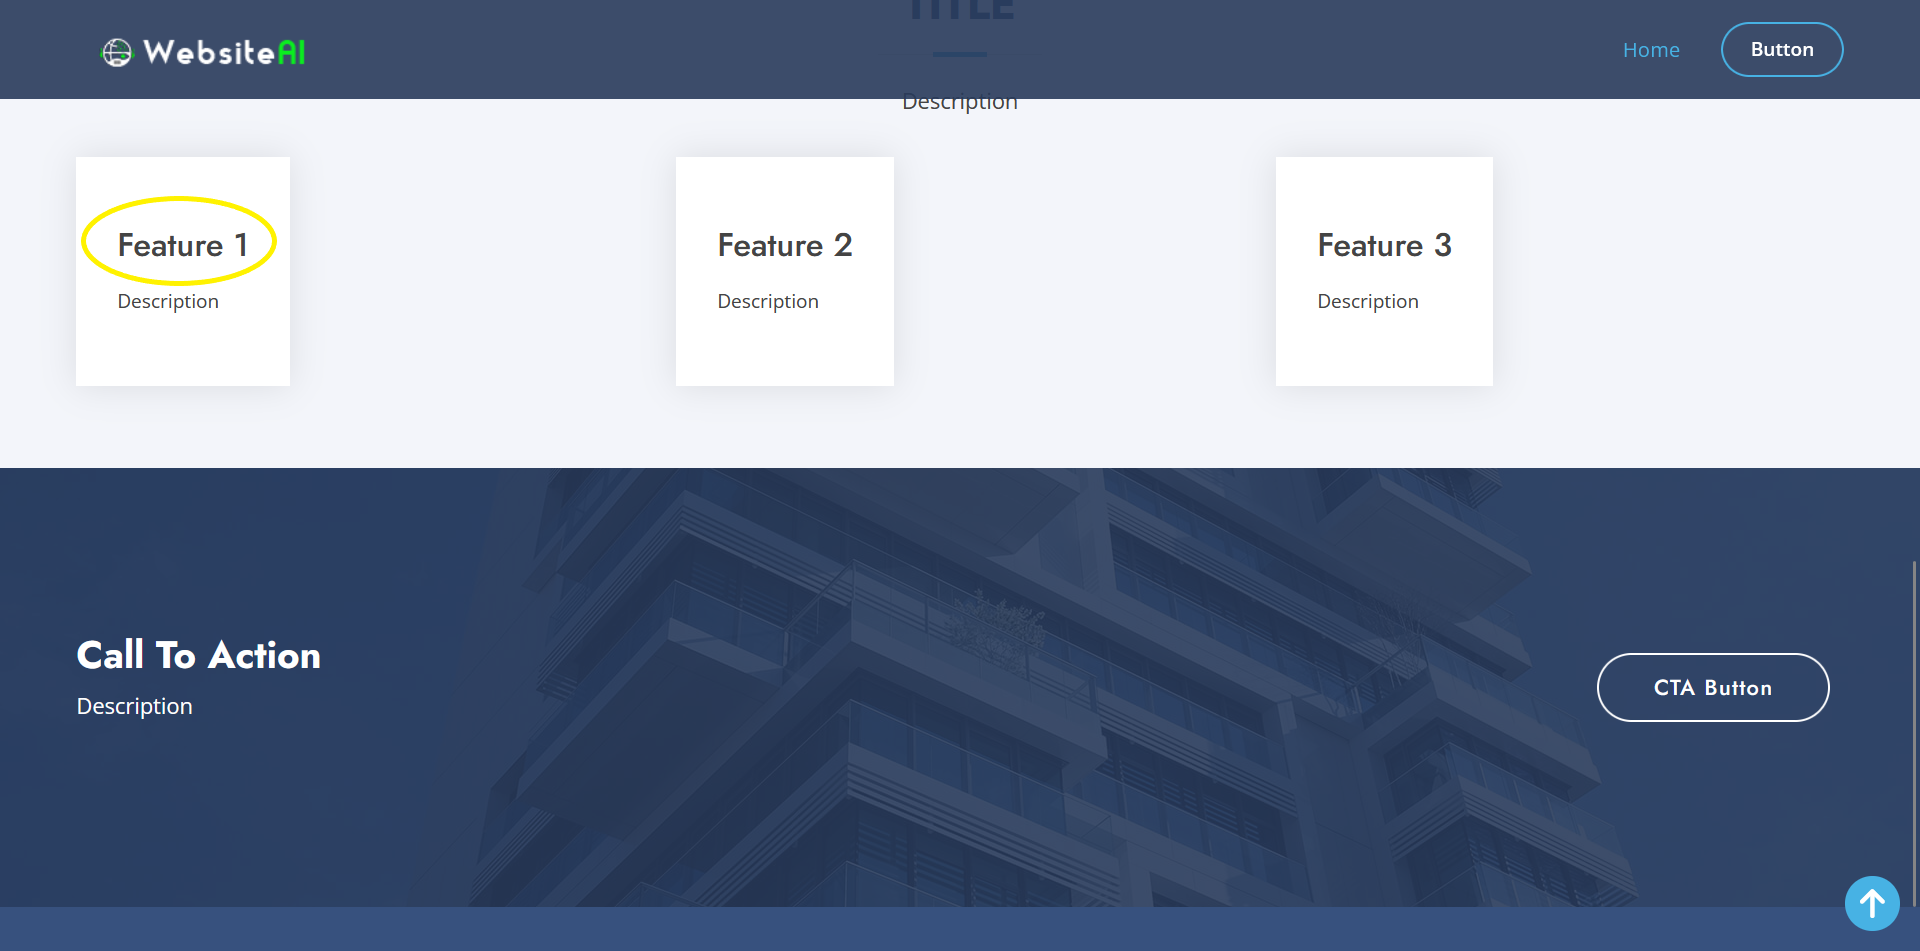 TITLE
WebsiteAI
Home
Button
Description
Feature 1
Description
Feature 2
Description
Feature 3
Description
Call To Action
Description
CTA Button